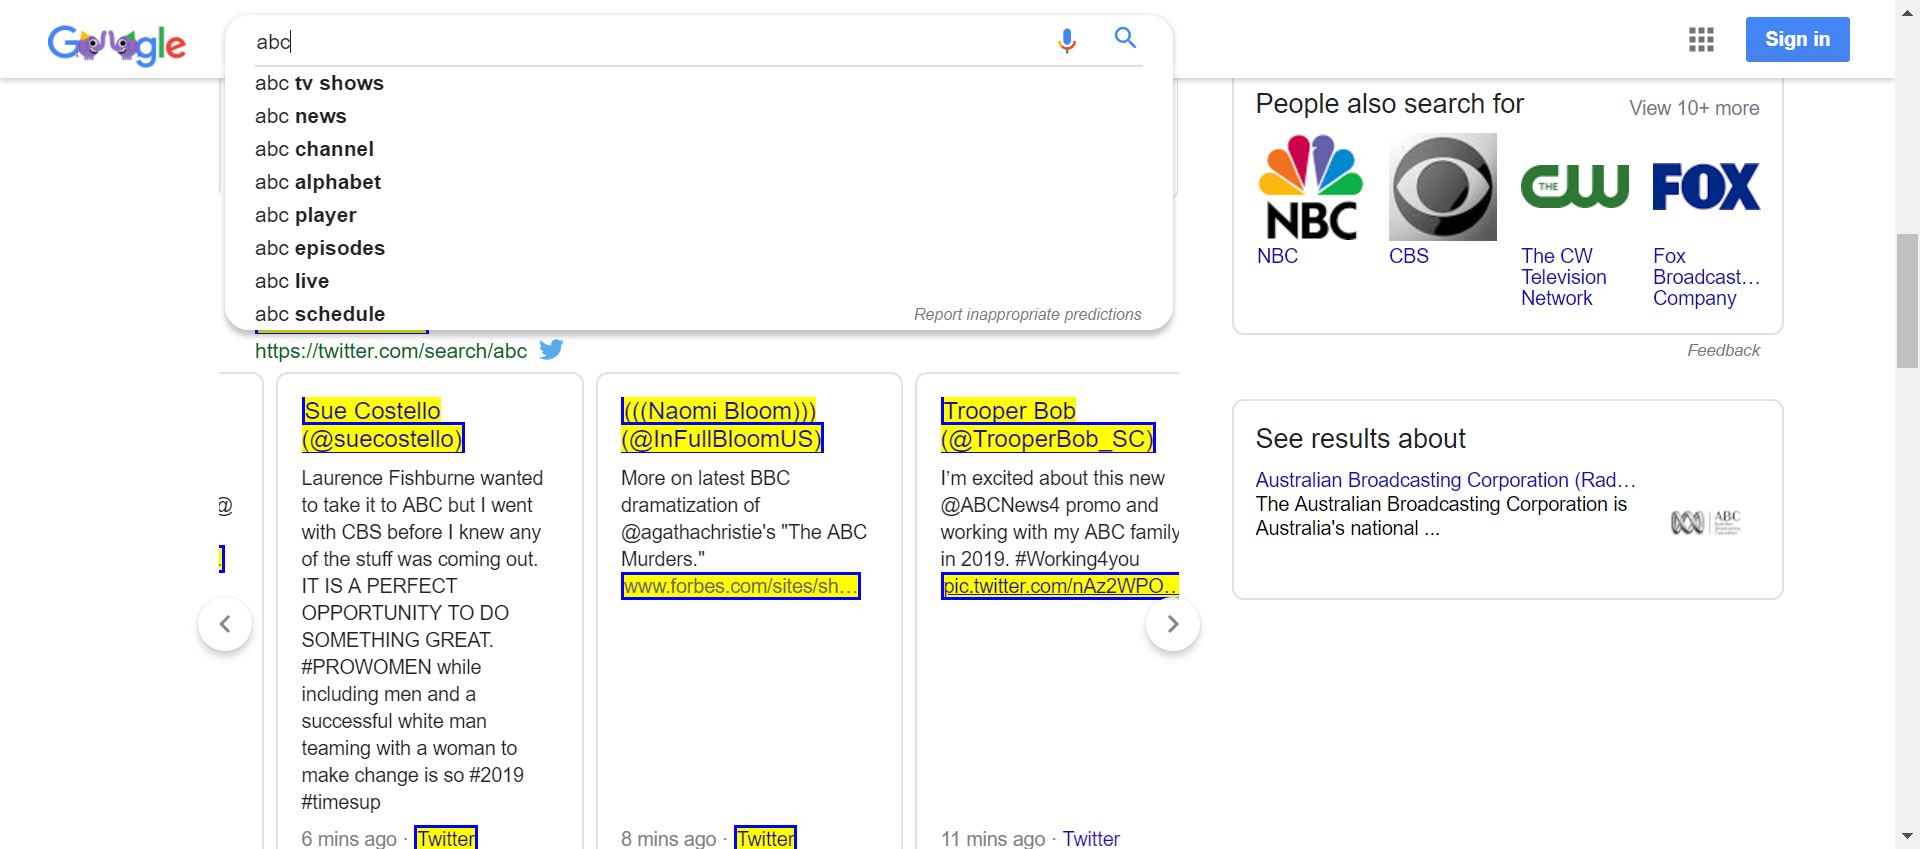 Google
abc
Sign in
abc tv shows
abc news
abc channel
abc alphabet
abc player
abc episodes
abc live
abc schedule
Report inappropriate predictions
https://twitter.com/search/abc
@
Sue Costello
(@suecostello)
Laurence Fishburne wanted
to take it to ABC but I went
with CBS before I knew any
of the stuff was coming out.
IT IS A PERFECT
OPPORTUNITY TO DO
SOMETHING GREAT.
#PROWOMEN while
including men and a
successful white man
teaming with a woman to
make change is so #2019
#timesup
6 mins ago · Twitter
(((Naomi Bloom)))
(@InFullBloomUS)
More on latest BBC
dramatization of
@agathachristie's "The ABC
Murders."
www.forbes.com/sites/sh...
8 mins ago · Twitter
Trooper Bob
(@TrooperBob_SC)
I'm excited about this new
@ABCNews4 promo and
working with my ABC family
in 2019. #Working4you
pic.twitter.com/nAz2WPO...
11 mins ago · Twitter
People also search for
View 10+ more
NBC
THE CW
FOX
NBC
CBS
The CW
Television
Network
Fox
Broadcast...
Company
Feedback
See results about
Australian Broadcasting Corporation (Rad...
The Australian Broadcasting Corporation is
Australia's national ...
ABC